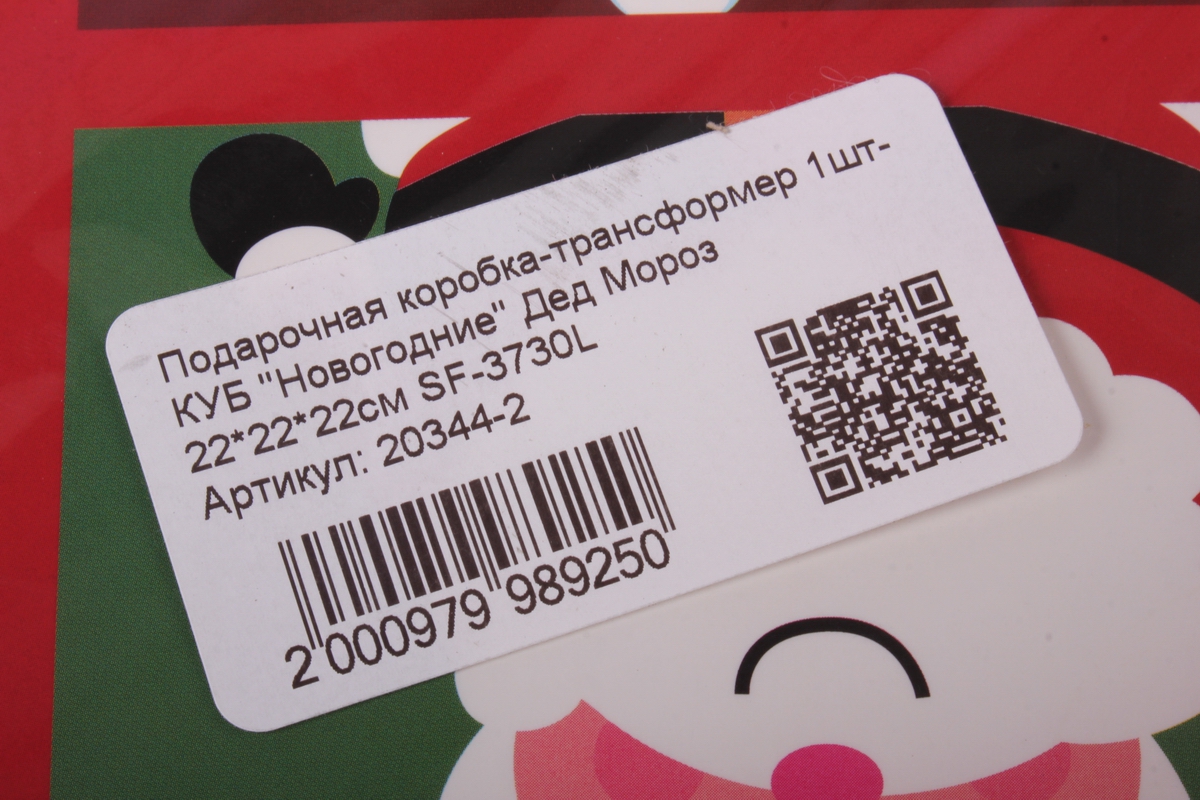 Подарочная коробка-трансформер 1шт-
КУБ "Новогодние" Дед Мороз
22*22*22см SF-3730L
Артикул: 20344-2
2 000979 989250